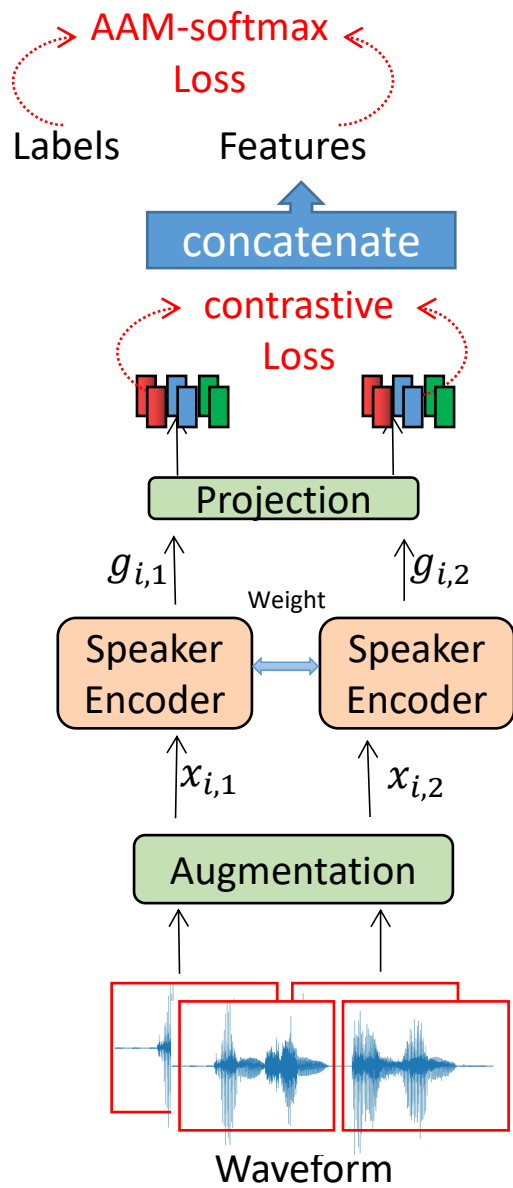 AAM-softmax
Loss
Labels
Features
concatenate
contrastive
Loss
Projection
g_{i,1}
g_{i,2}
Weight
Speaker
Encoder
Speaker
Encoder
x_{i,1}
x_{i,2}
Augmentation
Waveform